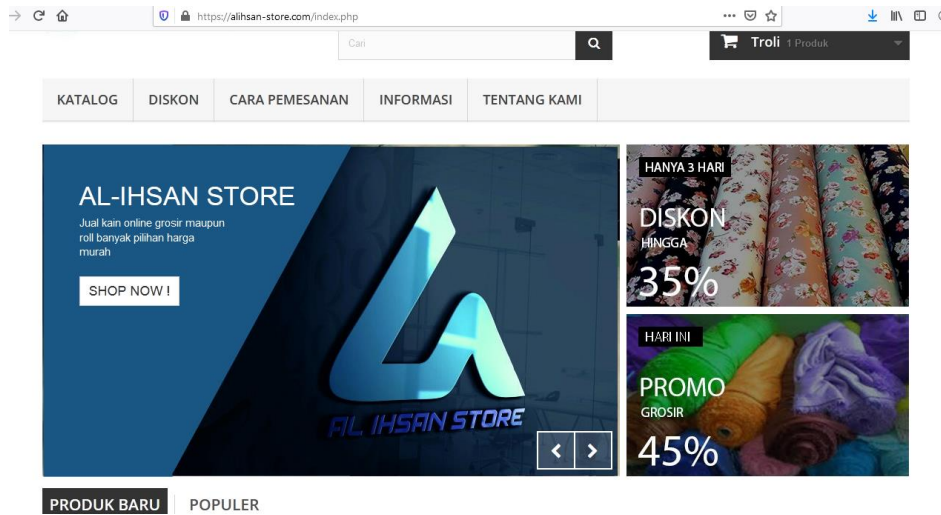 https://alihsan-store.com/index.php
Cari
Troli 1 Produk
KATALOG DISKON CARA PEMESANAN INFORMASI TENTANG KAMI
AL-IHSAN STORE
Jual kain online grosir maupun
roll banyak pilihan harga
murah
SHOP NOW !
AL IHSAN STORE
HANYA 3 HARI
DISKON
HINGGA
35%
HARI INI
PROMO
GROSIR
45%
PRODUK BARU POPULER